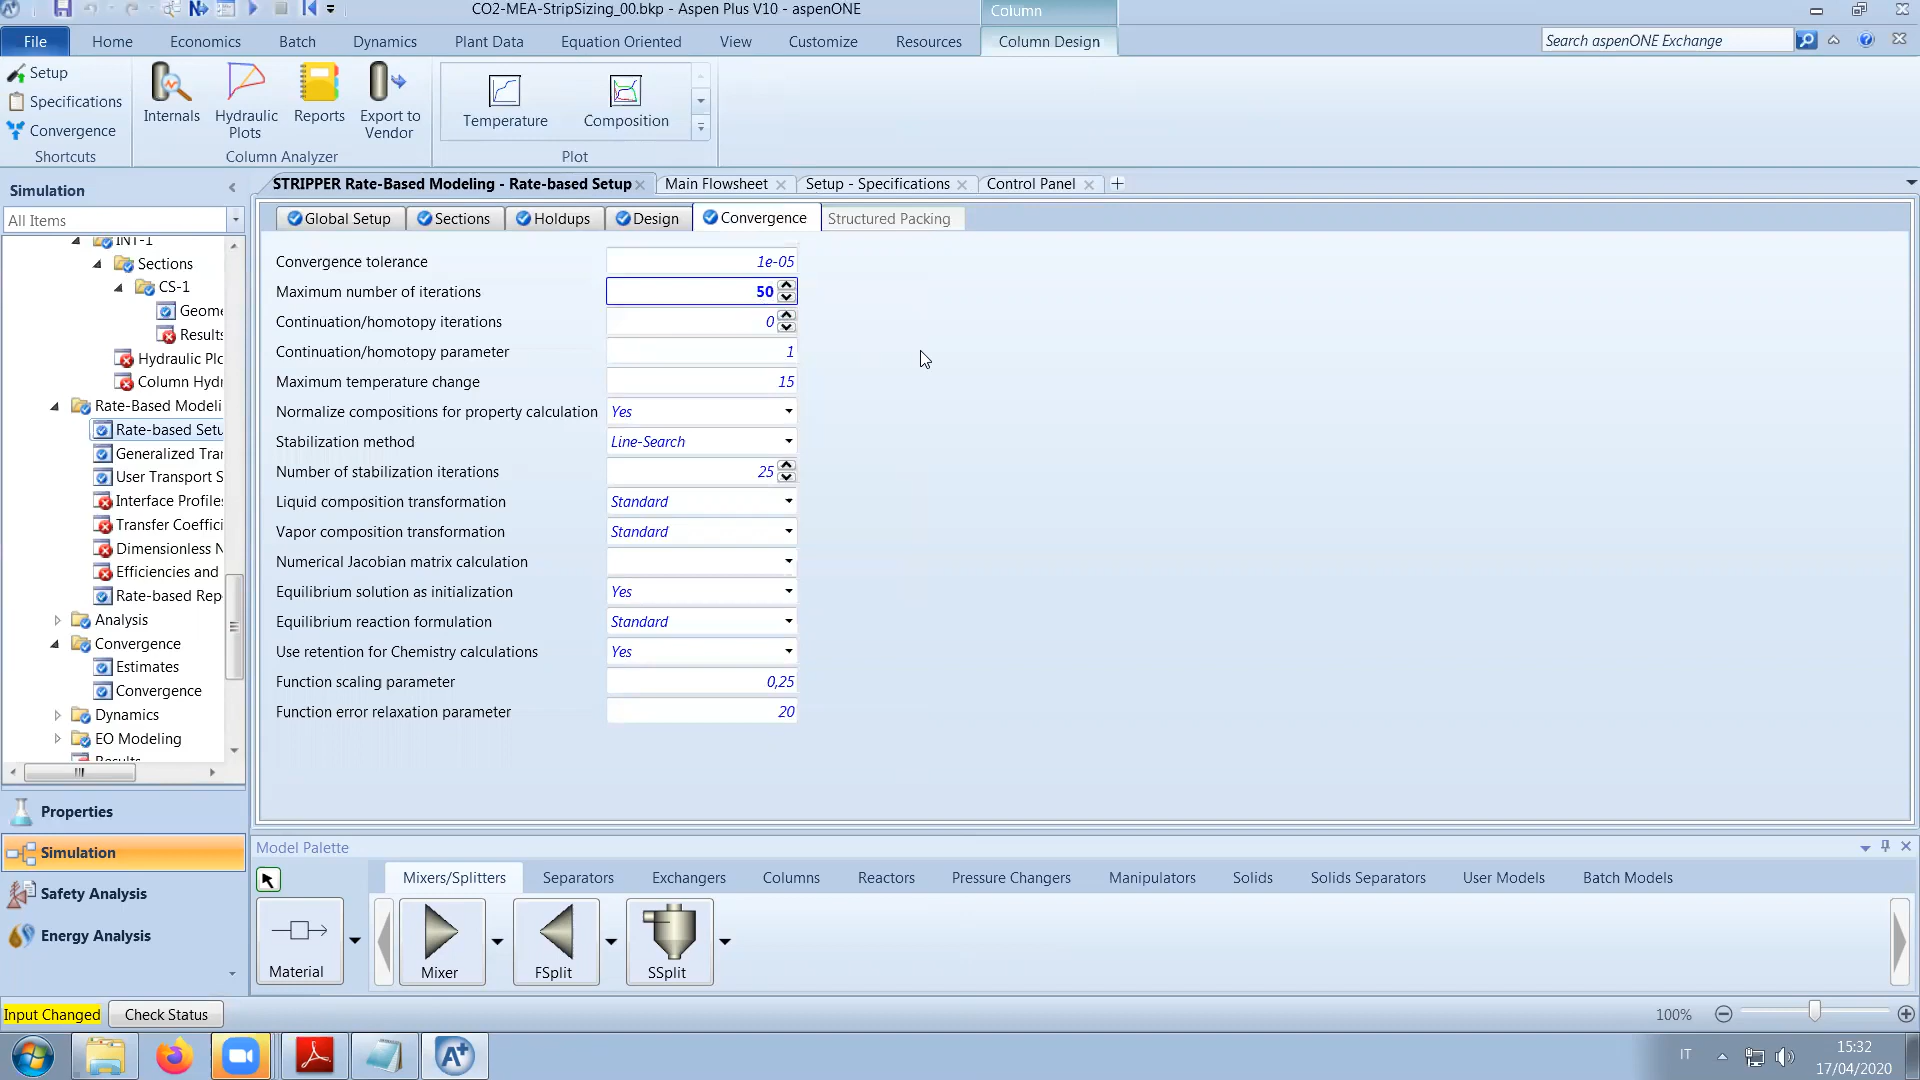 CO2-MEA-StripSizing_00.bkp - Aspen Plus V10 - aspenONE
Column
File
Home
Economics
Batch
Dynamics
Plant Data
Equation Oriented
View
Customize
Resources
Column Design
Search aspenONE Exchange
Setup
Specifications
Convergence
Shortcuts
Internals
Hydraulic
Plots
Reports
Export to
Vendor
Column Analyzer
Temperature
Composition
Plot
Simulation
All Items
STRIPPER Rate-Based Modeling - Rate-based Setup
Main Flowsheet
Setup - Specifications
Control Panel
Global Setup
Sections
Holdups
Design
Convergence
Structured Packing
INT-1
Sections
CS-1
Geome
Results
Hydraulic Plc
Column Hydr
Rate-Based Modeli
Rate-based Setu
Generalized Tra
User Transport S
Interface Profiles
Transfer Coeffici
Dimensionless N
Efficiencies and
Rate-based Rep
Analysis
Convergence
Estimates
Convergence
Dynamics
EO Modeling
Results
Convergence tolerance 1e-05
Maximum number of iterations 50
Continuation/homotopy iterations 0
Continuation/homotopy parameter 1
Maximum temperature change 15
Normalize compositions for property calculation Yes
Stabilization method Line-Search
Number of stabilization iterations 25
Liquid composition transformation Standard
Vapor composition transformation Standard
Numerical Jacobian matrix calculation
Equilibrium solution as initialization Yes
Equilibrium reaction formulation Standard
Use retention for Chemistry calculations Yes
Function scaling parameter 0,25
Function error relaxation parameter 20
Properties
Simulation
Safety Analysis
Energy Analysis
Model Palette
Mixers/Splitters
Separators
Exchangers
Columns
Reactors
Pressure Changers
Manipulators
Solids
Solids Separators
User Models
Batch Models
Material
Mixer
FSplit
SSplit
Input Changed
Check Status
100%
IT
15:32
17/04/2020